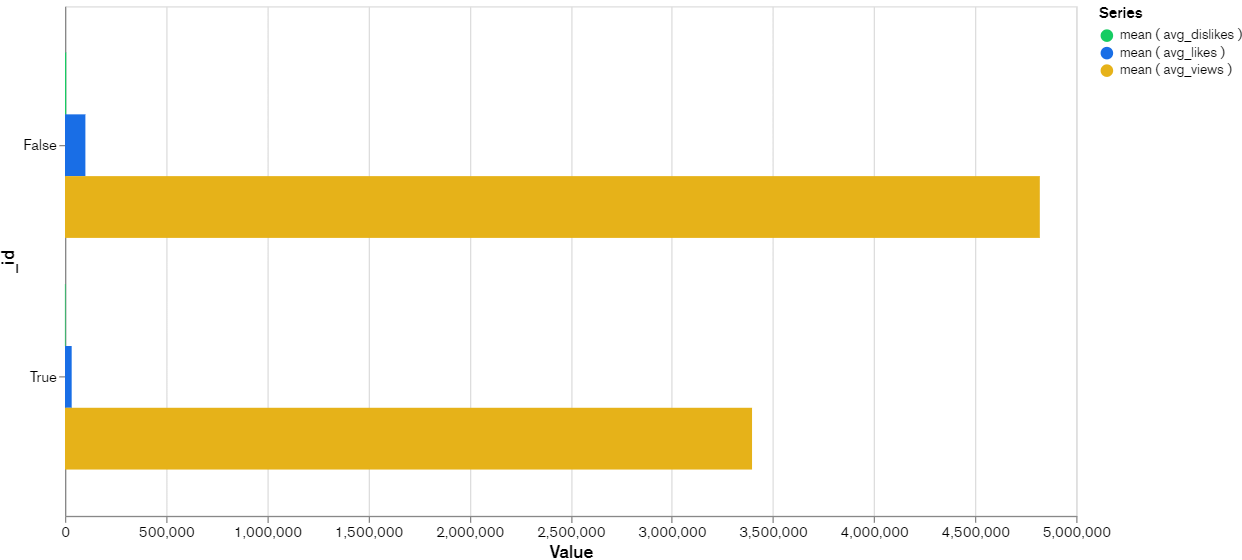 Series
mean ( avg_dislikes )
mean ( avg_likes )
mean ( avg_views )
False
True
_id
0 500,000 1,000,000 1,500,000 2,000,000 2,500,000 3,000,000 3,500,000 4,000,000 4,500,000 5,000,000
Value